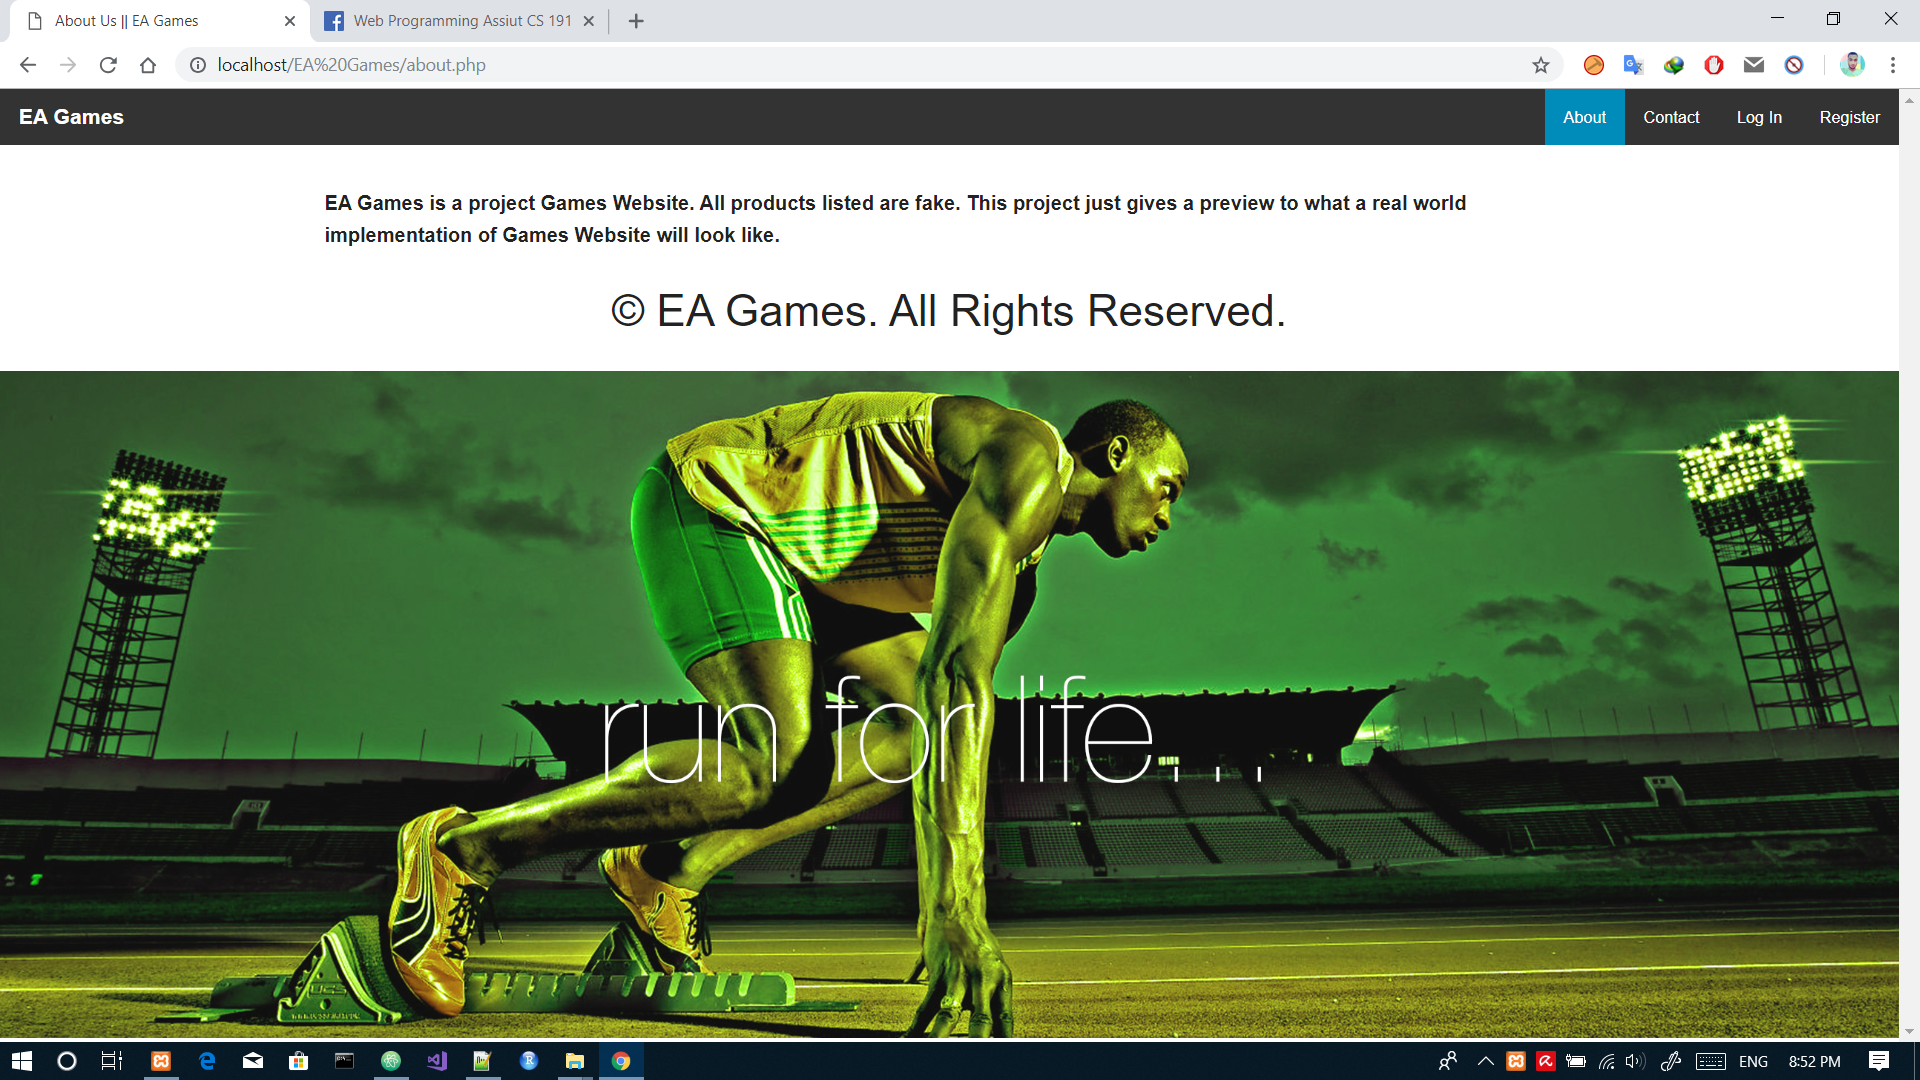 About Us || EA Games
Web Programming Assiut CS 191
localhost/EA%20Games/about.php
EA Games
About
Contact
Log In
Register
EA Games is a project Games Website. All products listed are fake. This project just gives a preview to what a real world
implementation of Games Website will look like.
© EA Games. All Rights Reserved.
run for life...
ENG
8:52 PM